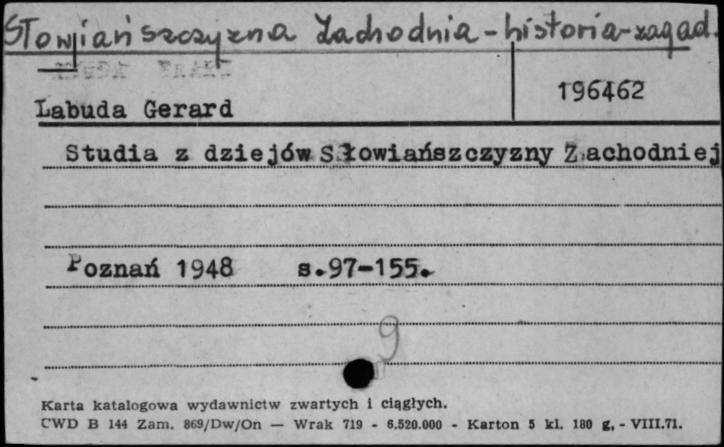 Słowiańszczyzna Zachodnia - historia - zagad.
196462
Labuda Gerard
Studia z dziejów Słowiańszczyzny Zachodniej
Poznań 1948 s.97-155.
9
Karta katalogowa wydawnictw zwartych i ciągłych.
CWD B 144 Zam. 869/Dw/On — Wrak 719 - 6.520.000 - Karton 5 kl. 180 g, - VIII.71.